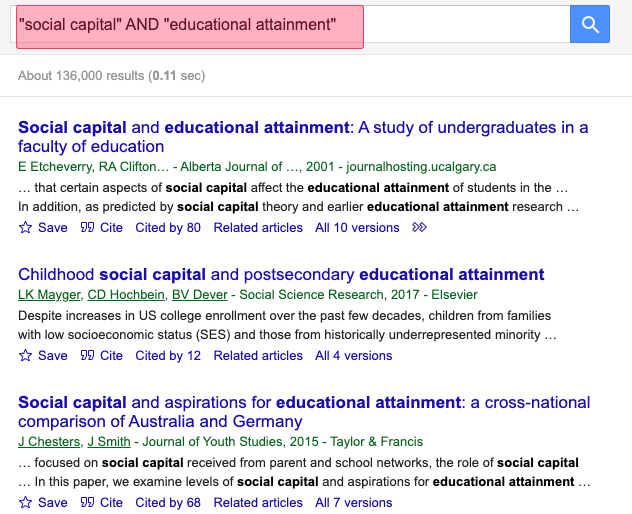 "social capital" AND "educational attainment"
About 136,000 results (0.11 sec)
Social capital and educational attainment: A study of undergraduates in a
faculty of education
E Etcheverry, RA Clifton… - Alberta Journal of …, 2001 - journalhosting.ucalgary.ca
… that certain aspects of social capital affect the educational attainment of students in the …
In addition, as predicted by social capital theory and earlier educational attainment research …
Save Cite Cited by 80 Related articles All 10 versions
Childhood social capital and postsecondary educational attainment
LK Mayger, CD Hochbein, BV Dever - Social Science Research, 2017 - Elsevier
Despite increases in US college enrollment over the past few decades, children from families
with low socioeconomic status (SES) and those from historically underrepresented minority …
Save Cite Cited by 12 Related articles All 4 versions
Social capital and aspirations for educational attainment: a cross-national
comparison of Australia and Germany
J Chesters, J Smith - Journal of Youth Studies, 2015 - Taylor & Francis
… focused on social capital received from parent and school networks, the role of social capital
… In this paper, we examine levels of social capital and aspirations for educational attainment …
Save Cite Cited by 68 Related articles All 7 versions